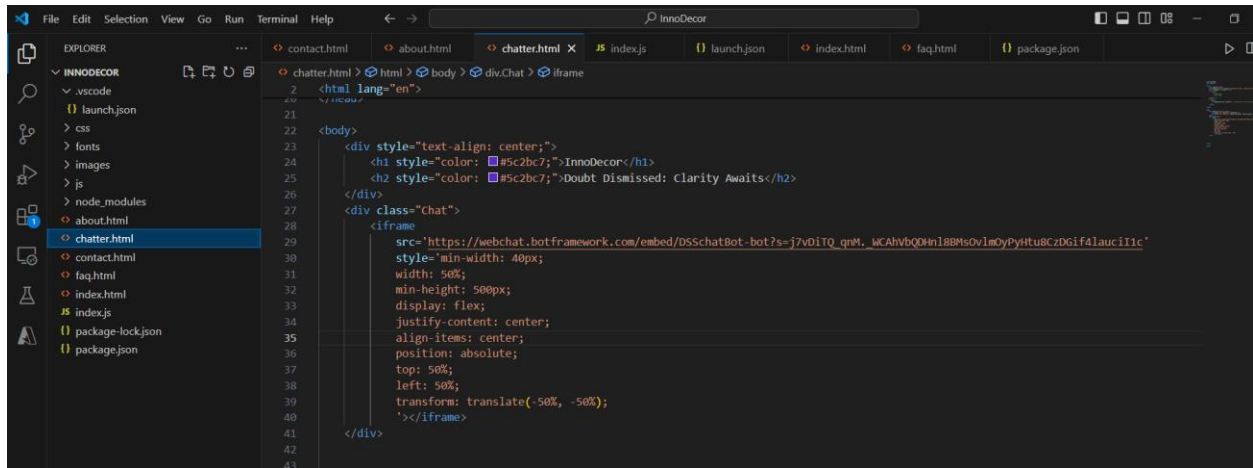 File Edit Selection View Go Run Terminal Help
InnoDecor
EXPLORER
contact.html about.html chatter.html JS index.js {} launch.json index.html faq.html {} package.json
INNODECOR
chatter.html > html > body > div.Chat > iframe
.vscode
{} launch.json
css
fonts
images
js
node_modules
about.html
chatter.html
contact.html
faq.html
index.html
JS index.js
{} package-lock.json
{} package.json
1
2 <html lang="en">
20 </head>
21
22 <body>
23 <div style="text-align: center;">
24 <h1 style="color: #5c2bc7;">InnoDecor</h1>
25 <h2 style="color: #5c2bc7;">Doubt Dismissed: Clarity Awaits</h2>
26 </div>
27 <div class="Chat">
28 <iframe
29 src='https://webchat.botframework.com/embed/DSSchatBot-bot?s=j7vDiTQ_qnM._WCAhVbQDHnl8BMsOvlmOyPyHtu8CzDGif4lauciI1c'
30 style='min-width: 40px;
31 width: 50%;
32 min-height: 500px;
33 display: flex;
34 justify-content: center;
35 align-items: center;
36 position: absolute;
37 top: 50%;
38 left: 50%;
39 transform: translate(-50%, -50%);
40 '></iframe>
41 </div>
42
43